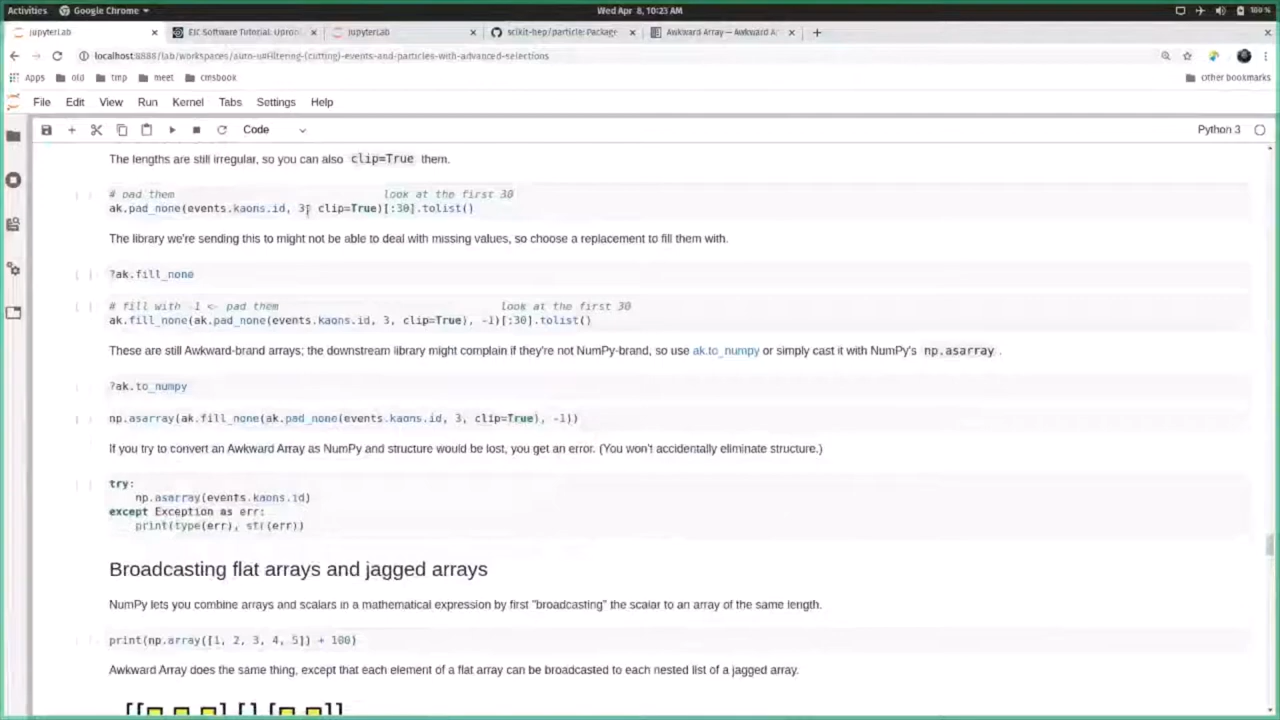 Activities Google Chrome Wed Apr 8, 10:23 AM 100 %
JupyterLab EIC Software Tutorial: Uproo JupyterLab scikit-hep/particle: Package Awkward Array — Awkward A
localhost:8888/lab/workspaces/auto-u#Filtering-(cutting)-events-and-particles-with-advanced-selections
Apps old tmp meet cmsbook Other bookmarks
File Edit View Run Kernel Tabs Settings Help
Code Python 3
The lengths are still irregular, so you can also clip=True them.
[ ] # pad them look at the first 30
ak.pad_none(events.kaons.id, 3, clip=True)[:30].tolist()
The library we're sending this to might not be able to deal with missing values, so choose a replacement to fill them with.
[ ] ?ak.fill_none
[ ] # fill with -1 <- pad them look at the first 30
ak.fill_none(ak.pad_none(events.kaons.id, 3, clip=True), -1)[:30].tolist()
These are still Awkward-brand arrays; the downstream library might complain if they're not NumPy-brand, so use ak.to_numpy or simply cast it with NumPy's np.asarray .
[ ] ?ak.to_numpy
[ ] np.asarray(ak.fill_none(ak.pad_none(events.kaons.id, 3, clip=True), -1))
If you try to convert an Awkward Array as NumPy and structure would be lost, you get an error. (You won't accidentally eliminate structure.)
[ ] try:
np.asarray(events.kaons.id)
except Exception as err:
print(type(err), str(err))
Broadcasting flat arrays and jagged arrays
NumPy lets you combine arrays and scalars in a mathematical expression by first "broadcasting" the scalar to an array of the same length.
[ ] print(np.array([1, 2, 3, 4, 5]) + 100)
Awkward Array does the same thing, except that each element of a flat array can be broadcasted to each nested list of a jagged array.